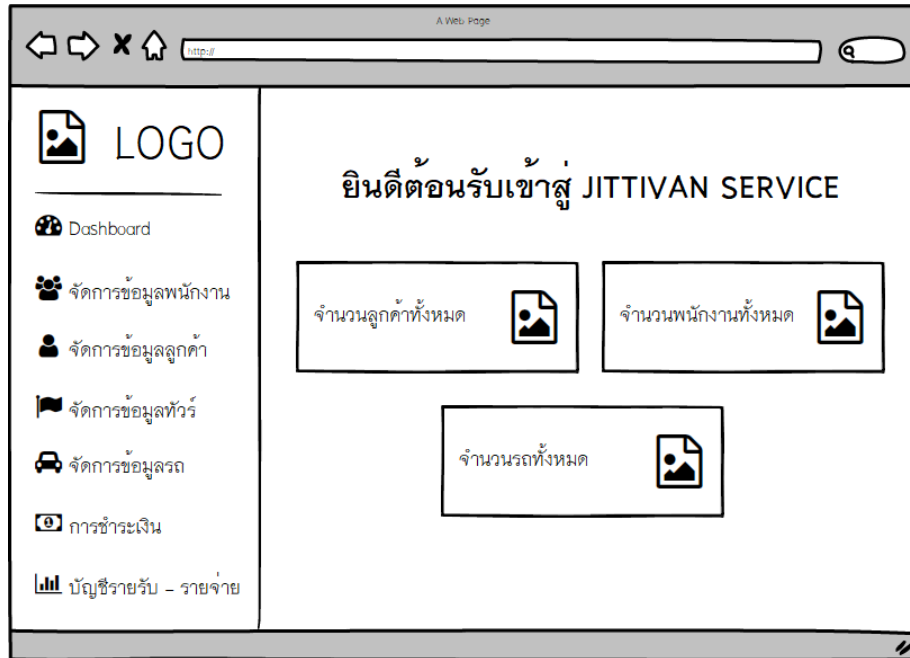 A Web Page
http://
LOGO
Dashboard
จัดการข้อมูลพนักงาน
จัดการข้อมูลลูกค้า
จัดการข้อมูลทัวร์
จัดการข้อมูลรถ
การชำระเงิน
บัญชีรายรับ - รายจ่าย
ยินดีต้อนรับเข้าสู่ JITTIVAN SERVICE
จำนวนลูกค้าทั้งหมด
จำนวนพนักงานทั้งหมด
จำนวนรถทั้งหมด